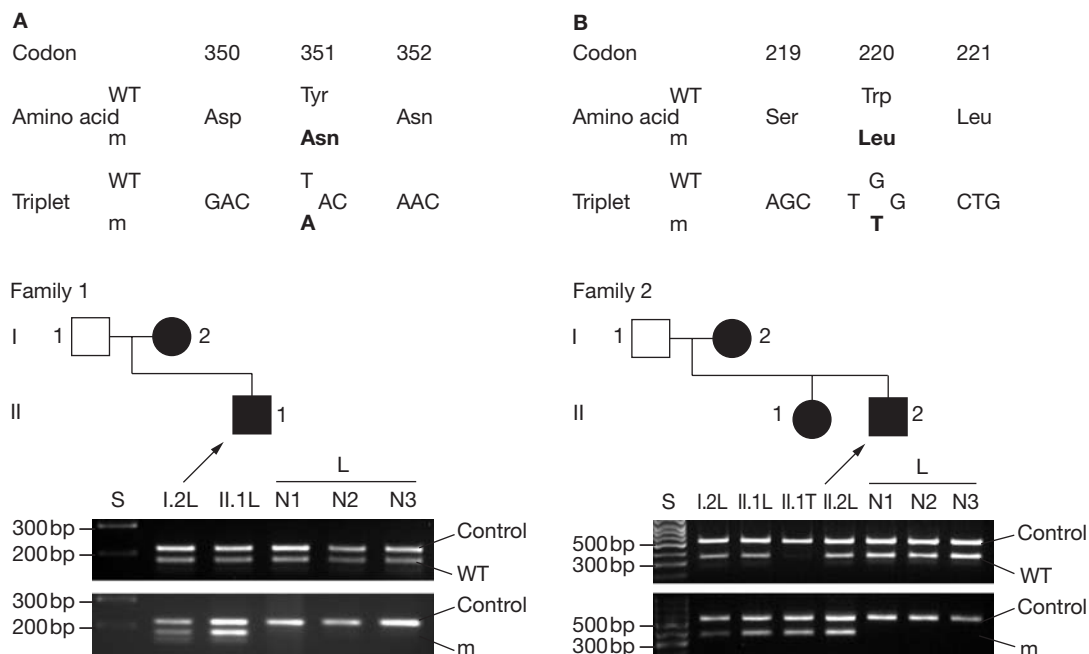 A
Codon 350 351 352
WT Tyr
Amino acid Asp Asn
m Asn
WT T
Triplet GAC AC AAC
m A
Family 1
I 1 2
II 1
L
S I.2L II.1L N1 N2 N3
300 bp Control
200 bp WT
300 bp Control
200 bp m
B
Codon 219 220 221
WT Trp
Amino acid Ser Leu
m Leu
WT G
Triplet AGC T G CTG
m T
Family 2
I 1 2
II 1 2
L
S I.2L II.1L II.1T II.2L N1 N2 N3
500 bp Control
300 bp WT
Control
500 bp
300 bp m